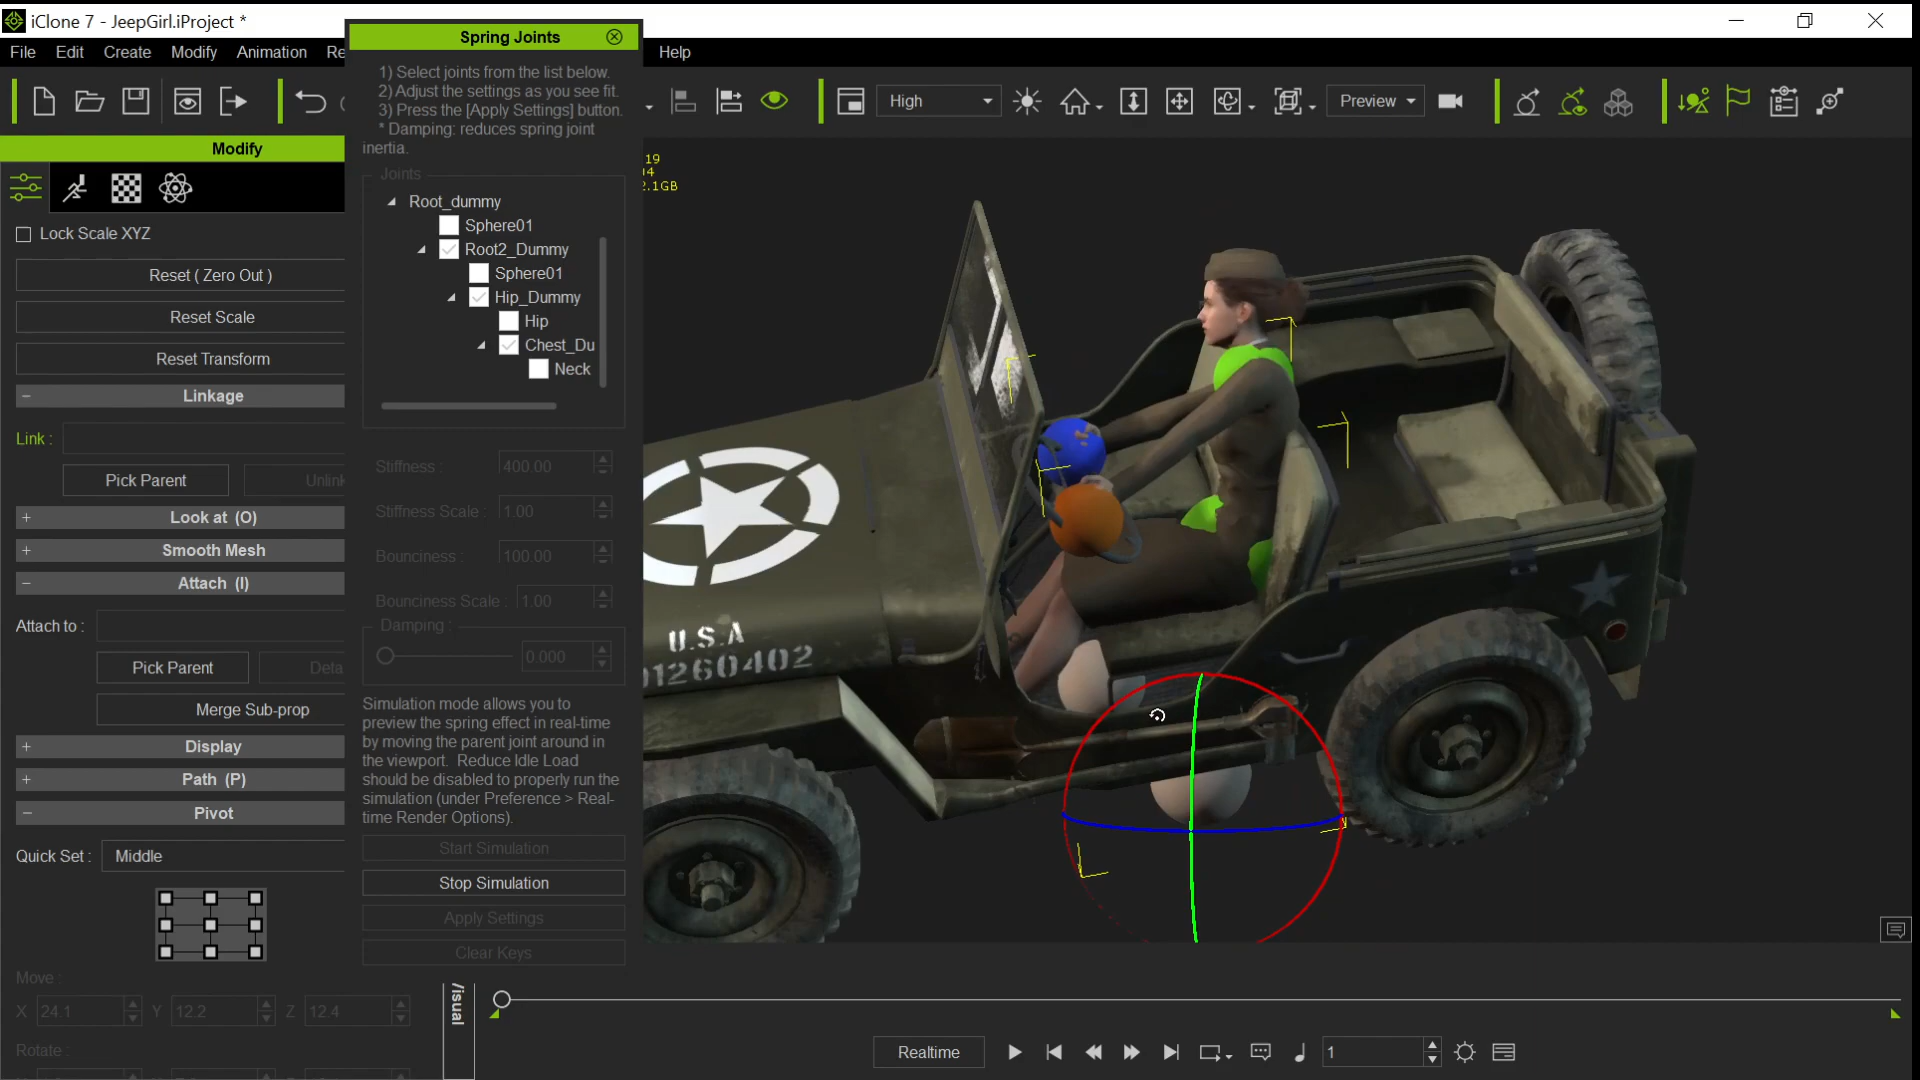 iClone 7 - JeepGirl.iProject *
File Edit Create Modify Animation Re Help
Spring Joints
1) Select joints from the list below.
2) Adjust the settings as you see fit.
3) Press the [Apply Settings] button.
* Damping: reduces spring joint
inertia.
High
Preview
Modify
Joints
Root_dummy
Sphere01
Root2_Dummy
Sphere01
Hip_Dummy
Hip
Chest_Du
Neck
Lock Scale XYZ
Reset ( Zero Out )
Reset Scale
Reset Transform
Linkage
Link :
Pick Parent Unlink
Look at (O)
Smooth Mesh
Attach (I)
Attach to :
Pick Parent Deta
Merge Sub-prop
Display
Path (P)
Pivot
Quick Set : Middle
Move :
X 24.1 Y 12.2 Z 12.4
Rotate :
Stiffness : 400.00
Stiffness Scale : 1.00
Bounciness : 100.00
Bounciness Scale : 1.00
Damping :
0.000
Simulation mode allows you to
preview the spring effect in real-time
by moving the parent joint around in
the viewport. Reduce Idle Load
should be disabled to properly run the
simulation (under Preference > Real-
time Render Options).
Start Simulation
Stop Simulation
Apply Settings
Clear Keys
19
2.1GB
U.S.A
01260402
Realtime
1